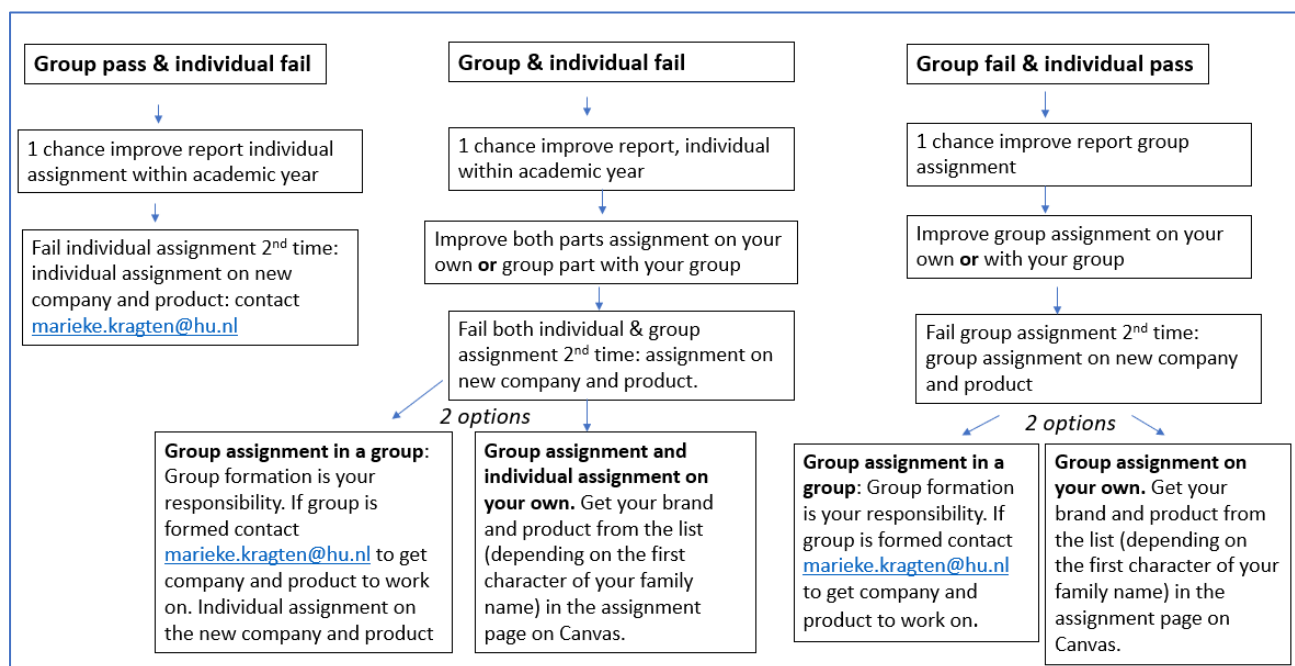 Group pass & individual fail
1 chance improve report individual
assignment within academic year
Fail individual assignment 2nd time:
individual assignment on new
company and product: contact
marieke.kragten@hu.nl
Group & individual fail
1 chance improve report, individual
within academic year
Improve both parts assignment on your
own or group part with your group
Fail both individual & group
assignment 2nd time: assignment on
new company and product.
2 options
Group assignment in a group:
Group formation is your
responsibility. If group is
formed contact
marieke.kragten@hu.nl to get
company and product to work
on. Individual assignment on
the new company and product
Group assignment and
individual assignment on
your own. Get your brand
and product from the list
(depending on the first
character of your family
name) in the assignment
page on Canvas.
Group fail & individual pass
1 chance improve report group
assignment
Improve group assignment on your
own or with your group
Fail group assignment 2nd time:
group assignment on new company
and product
2 options
Group assignment in a
group: Group formation
is your responsibility. If
group is formed contact
marieke.kragten@hu.nl
to get company and
product to work on.
Group assignment on
your own. Get your
brand and product from
the list (depending on
the first character of your
family name) in the
assignment page on
Canvas.